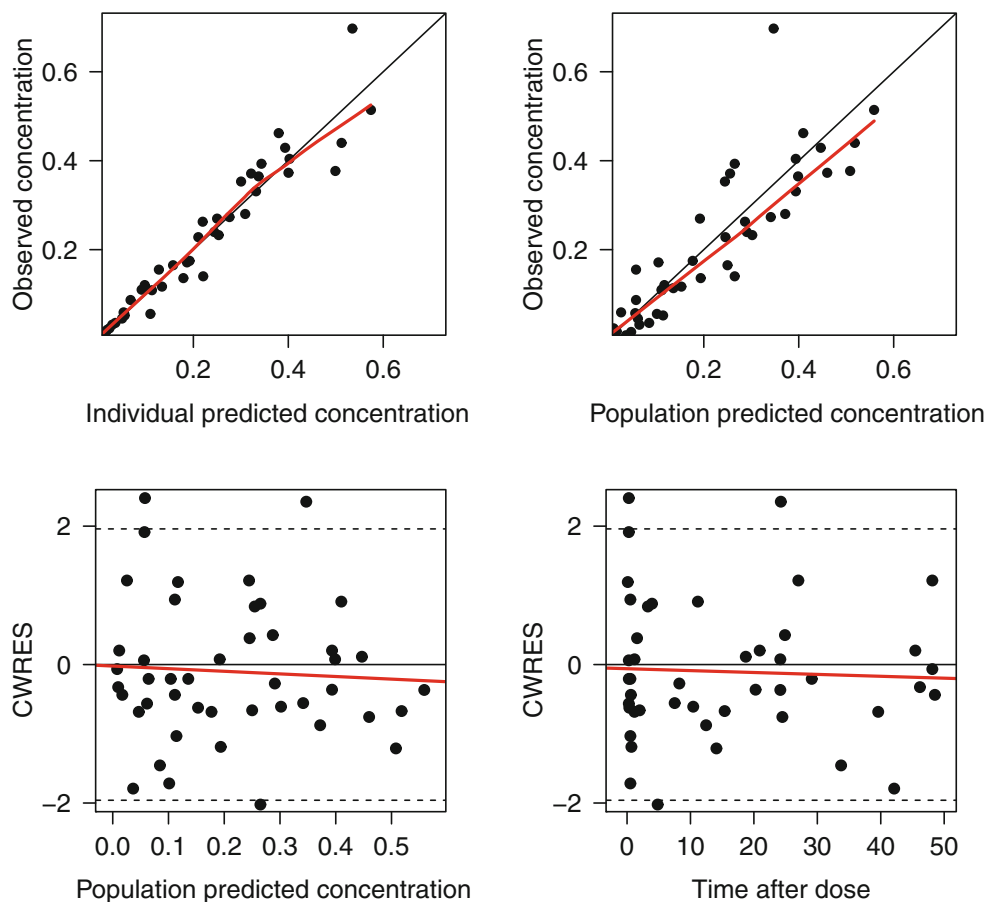 Observed concentration
0.6
0.4
0.2
0.2 0.4 0.6
Individual predicted concentration
Observed concentration
0.6
0.4
0.2
0.2 0.4 0.6
Population predicted concentration
CWRES
2
0
−2
0.0 0.1 0.2 0.3 0.4 0.5
Population predicted concentration
CWRES
2
0
−2
0 10 20 30 40 50
Time after dose